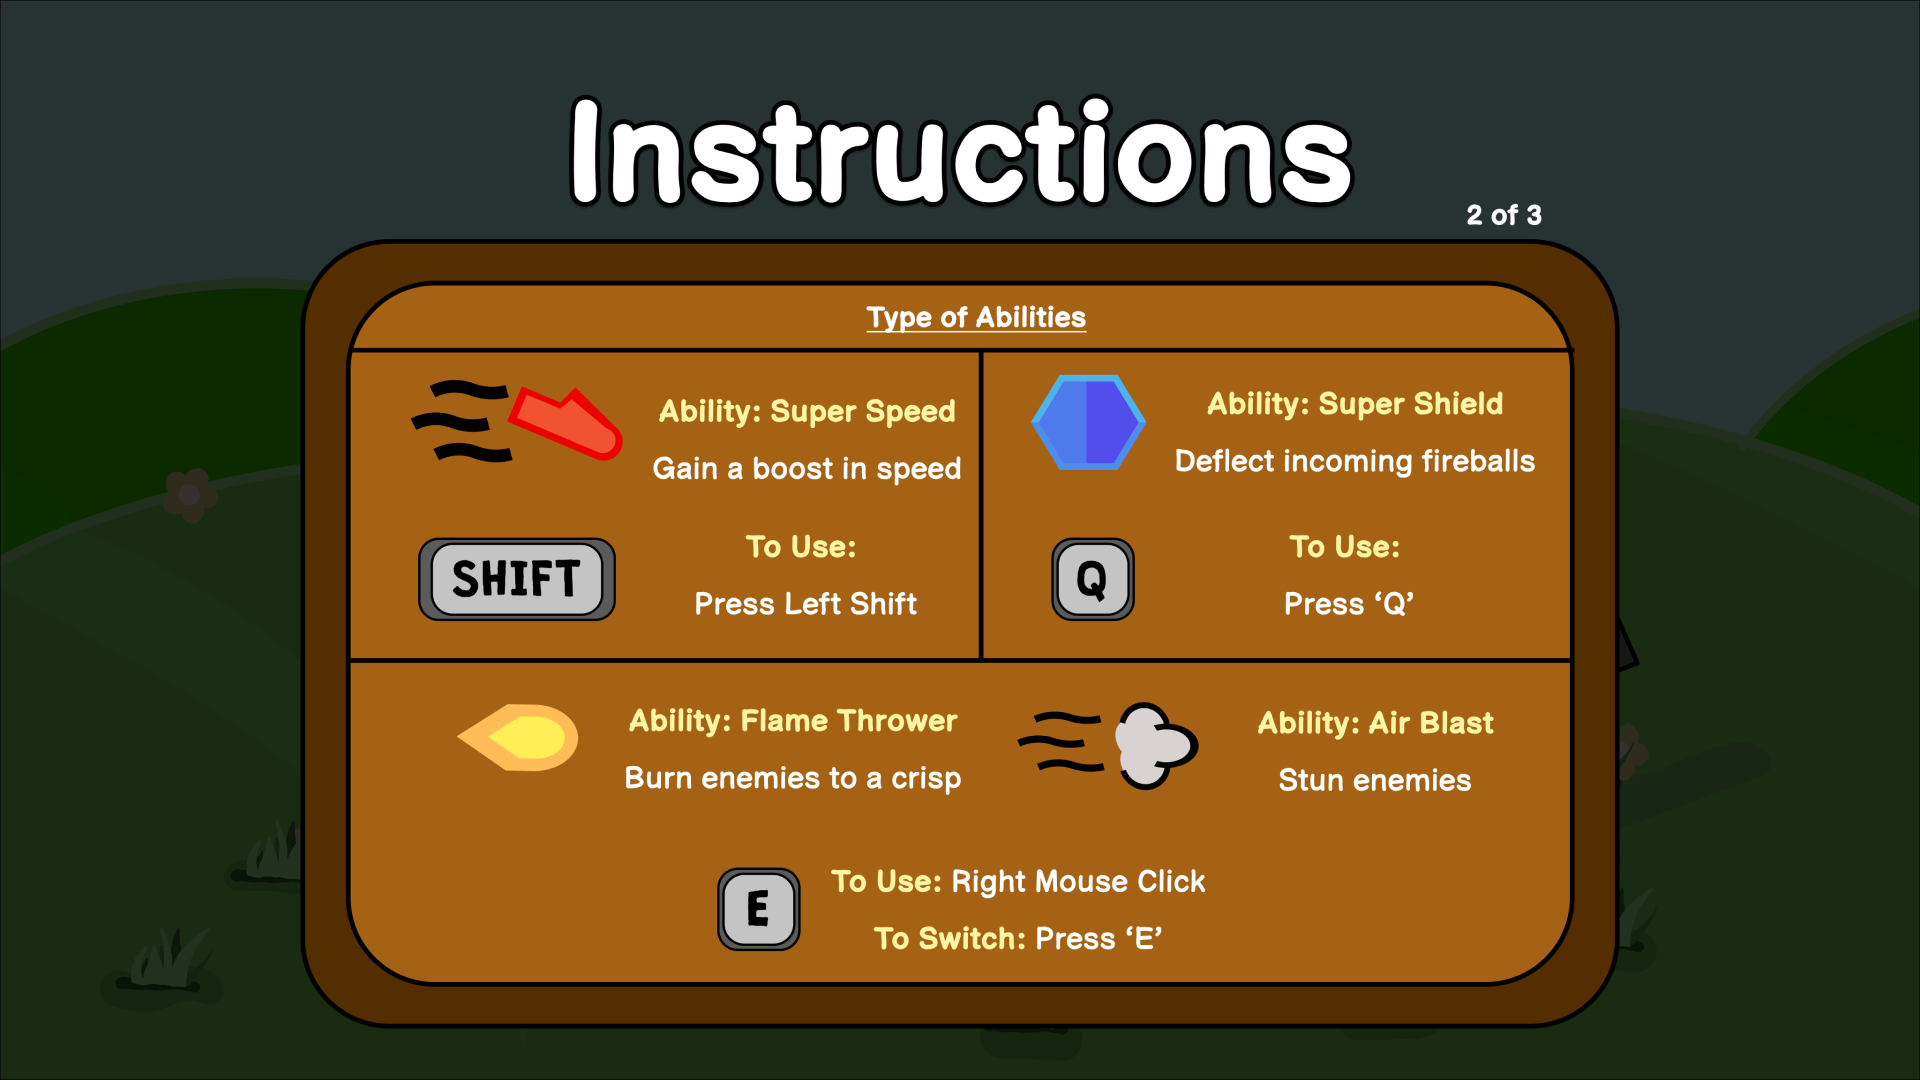 Instructions
2 of 3
Type of Abilities
Ability: Super Speed
Gain a boost in speed
SHIFT
To Use:
Press Left Shift
Ability: Super Shield
Deflect incoming fireballs
Q
To Use:
Press ‘Q’
Ability: Flame Thrower
Burn enemies to a crisp
Ability: Air Blast
Stun enemies
E
To Use: Right Mouse Click
To Switch: Press ‘E’